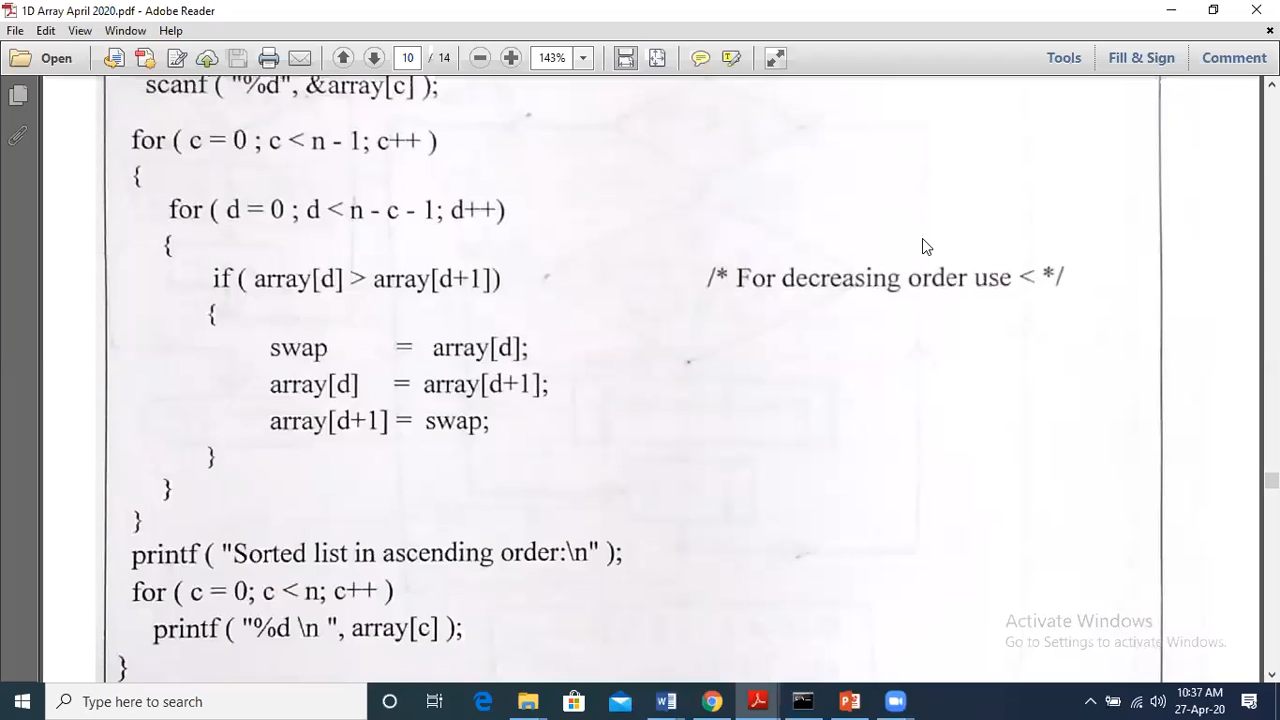 1D Array April 2020.pdf - Adobe Reader
File Edit View Window Help
Open 10 / 14 143% Tools Fill & Sign Comment
scanf ( "%d", &array[c] );
for ( c = 0 ; c < n - 1; c++ )
{
for ( d = 0 ; d < n - c - 1; d++)
{
if ( array[d] > array[d+1]) /* For decreasing order use < */
{
swap = array[d];
array[d] = array[d+1];
array[d+1] = swap;
}
}
}
printf ( "Sorted list in ascending order:\n" );
for ( c = 0; c < n; c++ )
printf ( "%d \n ", array[c] );
}
Activate Windows
Go to Settings to activate Windows.
Type here to search
10:37 AM
27-Apr-20